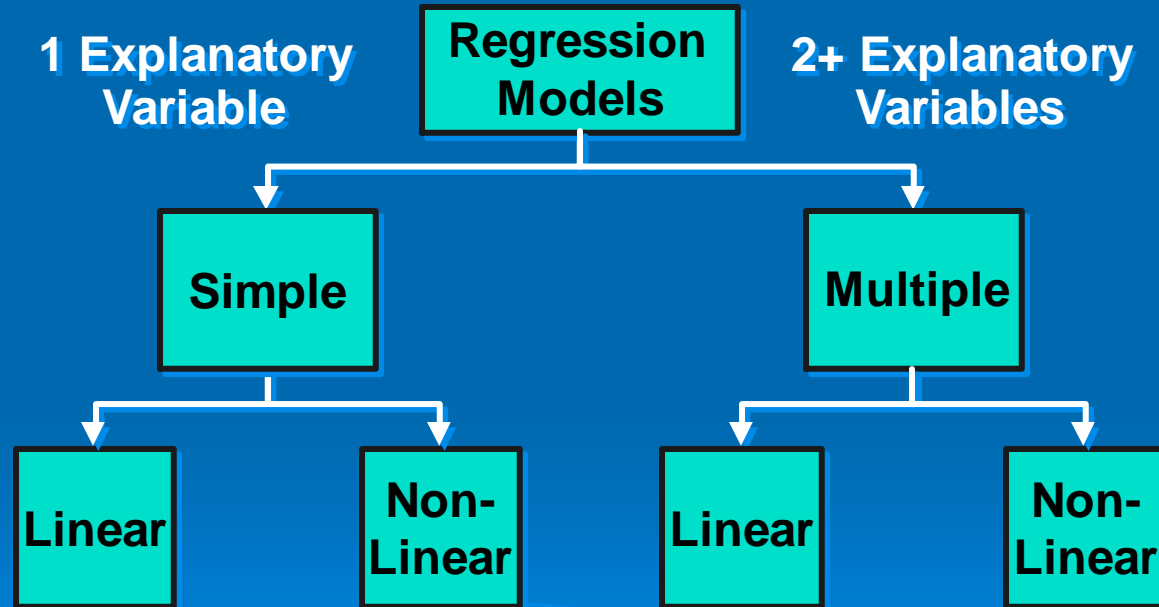 1 Explanatory
Variable
Regression
Models
2+ Explanatory
Variables
Simple
Multiple
Linear
Non-
Linear
Linear
Non-
Linear